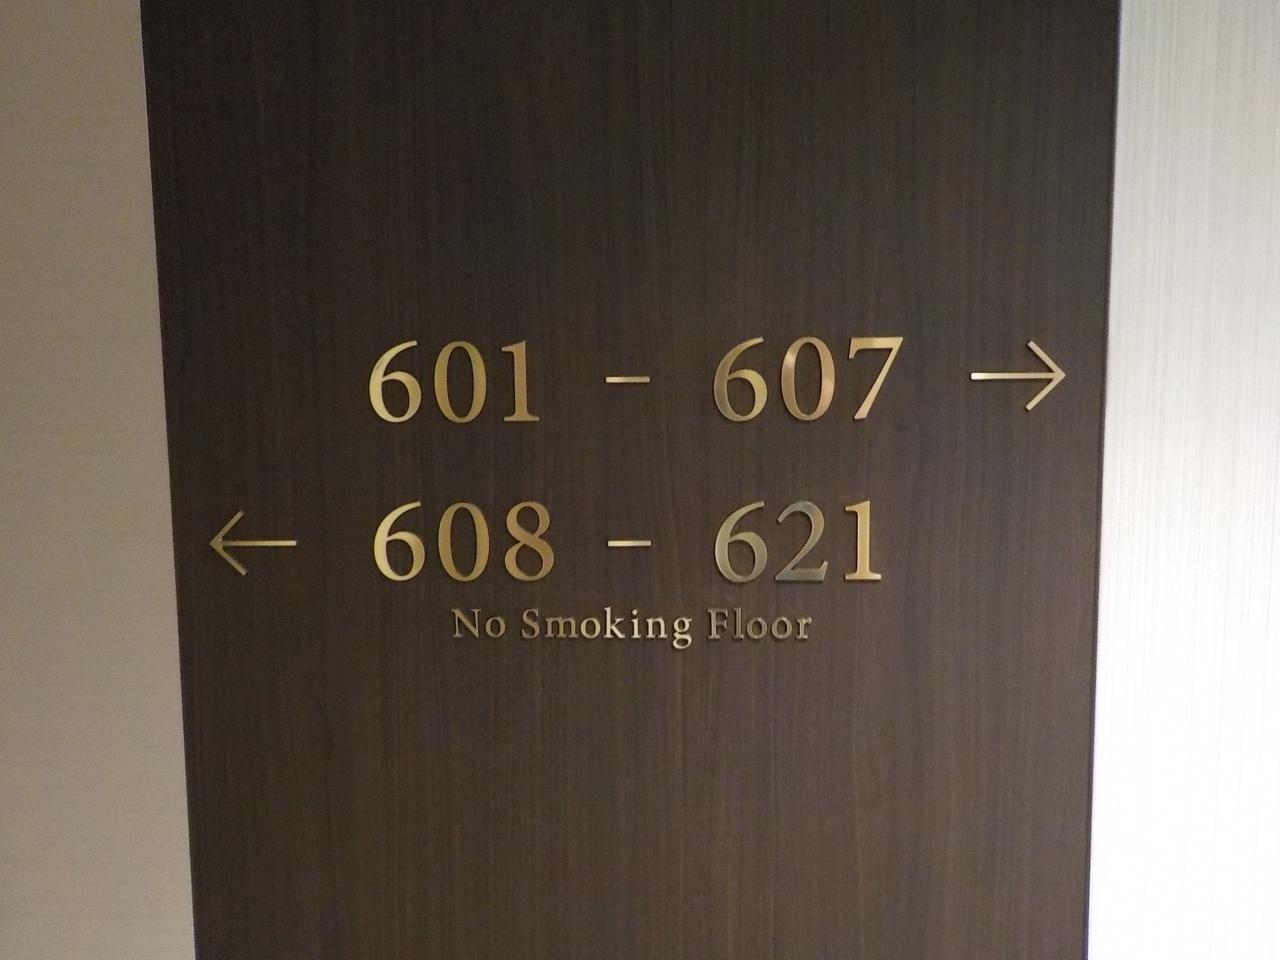 601 – 607 →
← 608 – 621
No Smoking Floor